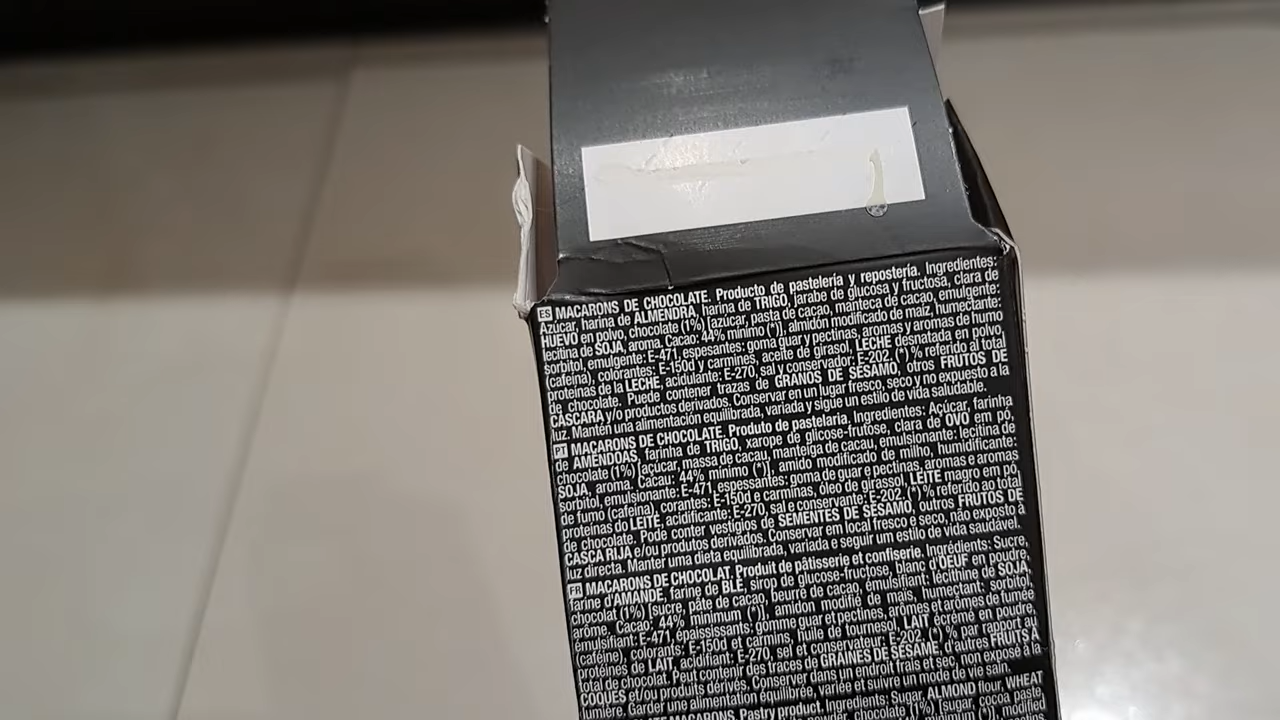 ES MACARONS DE CHOCOLATE. Producto de pastelería y repostería. Ingredientes:
Azúcar, harina de ALMENDRA, harina de TRIGO, jarabe de glucosa y fructosa, clara de
HUEVO en polvo, chocolate (1%) [azúcar, pasta de cacao, manteca de cacao, emulgente:
lecitina de SOJA, aroma. Cacao: 44% mínimo (*)], almidón modificado de maíz, humectante:
sorbitol, emulgente: E-471, espesantes: goma guar y pectinas, aromas y aromas de humo
(cafeína), colorantes: E-150d y carmines, aceite de girasol, LECHE desnatada en polvo,
proteínas de la LECHE, acidulante: E-270, sal y conservador: E-202. (*) % referido al total
de chocolate. Puede contener trazas de GRANOS DE SÉSAMO, otros FRUTOS DE
CÁSCARA y/o productos derivados. Conservar en un lugar fresco, seco y no expuesto a la
luz. Mantén una alimentación equilibrada, variada y sigue un estilo de vida saludable.
PT MACARONS DE CHOCOLATE. Produto de pastelaria. Ingredientes: Açúcar, farinha
de AMÊNDOAS, farinha de TRIGO, xarope de glicose-frutose, clara de OVO em pó,
chocolate (1%) [açúcar, massa de cacau, manteiga de cacau, emulsionante: lecitina de
SOJA, aroma. Cacau: 44% mínimo (*)], amido modificado de milho, humidificante:
sorbitol, emulsionante: E-471, espessantes: goma de guar e pectinas, aromas e aromas
de fumo (cafeína), corantes: E-150d e carminas, óleo de girassol, LEITE magro em pó,
proteínas do LEITE, acidificante: E-270, sal e conservante: E-202. (*) % referido ao total
de chocolate. Pode conter vestígios de SEMENTES DE SÉSAMO, outros FRUTOS DE
CASCA RIJA e/ou produtos derivados. Conservar em local fresco e seco, não exposto à
luz directa. Manter uma dieta equilibrada, variada e seguir um estilo de vida saudável.
FR MACARONS DE CHOCOLAT. Produit de pâtisserie et confiserie. Ingrédients: Sucre,
farine d'AMANDE, farine de BLÉ, sirop de glucose-fructose, blanc d'OEUF en poudre,
chocolat (1%) [sucre, pâte de cacao, beurre de cacao, émulsifiant: lécithine de SOJA,
arôme. Cacao: 44% minimum (*)], amidon modifié de maïs, humectant: sorbitol,
émulsifiant: E-471, épaississants: gomme guar et pectines, arômes et arômes de fumée
(caféine), colorants: E-150d et carmins, huile de tournesol, LAIT écrémé en poudre,
protéines de LAIT, acidifiant: E-270, sel et conservateur: E-202. (*) % par rapport au
total de chocolat. Peut contenir des traces de GRAINES DE SÉSAME, d'autres FRUITS À
COQUES et/ou produits dérivés. Conserver dans un endroit frais et sec, non exposé à la
lumière. Garder une alimentation équilibrée, variée et suivre un mode de vie sain.
MACARONS. Pastry product. Ingredients: Sugar, ALMOND flour, WHEAT
powder, chocolate (1%) [sugar, cocoa paste,
minimum (*)], modified